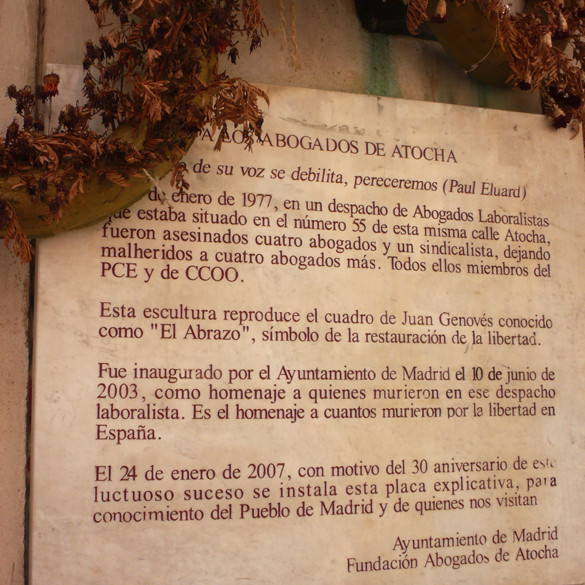 A LOS ABOGADOS DE ATOCHA
de su voz se debilita, pereceremos (Paul Eluard)
de enero de 1977, en un despacho de Abogados Laboralistas
que estaba situado en el número 55 de esta misma calle Atocha,
fueron asesinados cuatro abogados y un sindicalista, dejando
malheridos a cuatro abogados más. Todos ellos miembros del
PCE y de CCOO.
Esta escultura reproduce el cuadro de Juan Genovés conocido
como "El Abrazo", símbolo de la restauración de la libertad.
Fue inaugurado por el Ayuntamiento de Madrid el 10 de junio de
2003, como homenaje a quienes murieron en ese despacho
laboralista. Es el homenaje a cuantos murieron por la libertad en
España.
El 24 de enero de 2007, con motivo del 30 aniversario de este
luctuoso suceso se instala esta placa explicativa, para
conocimiento del Pueblo de Madrid y de quienes nos visitan
Ayuntamiento de Madrid
Fundación Abogados de Atocha